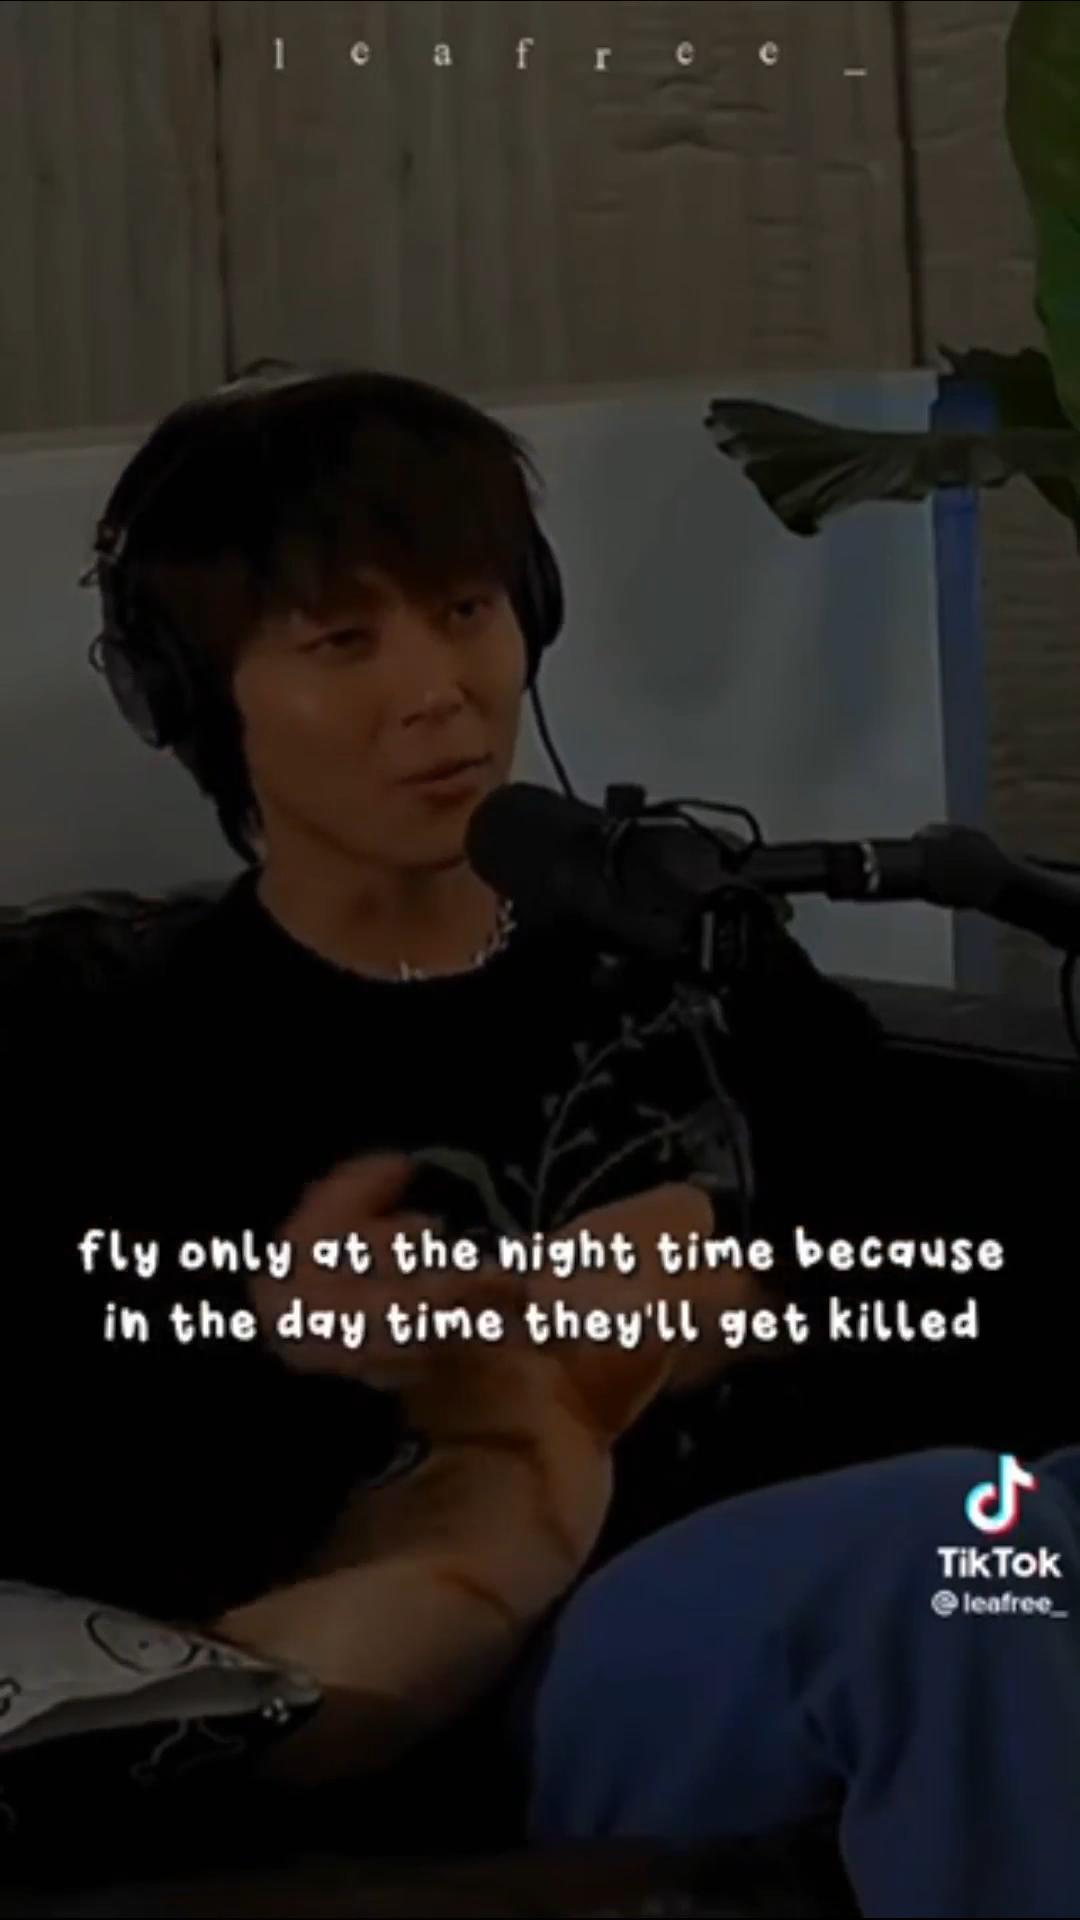 l e a f r e e _
fly only at the night time because
in the day time they'll get killed
TikTok
@leafree_